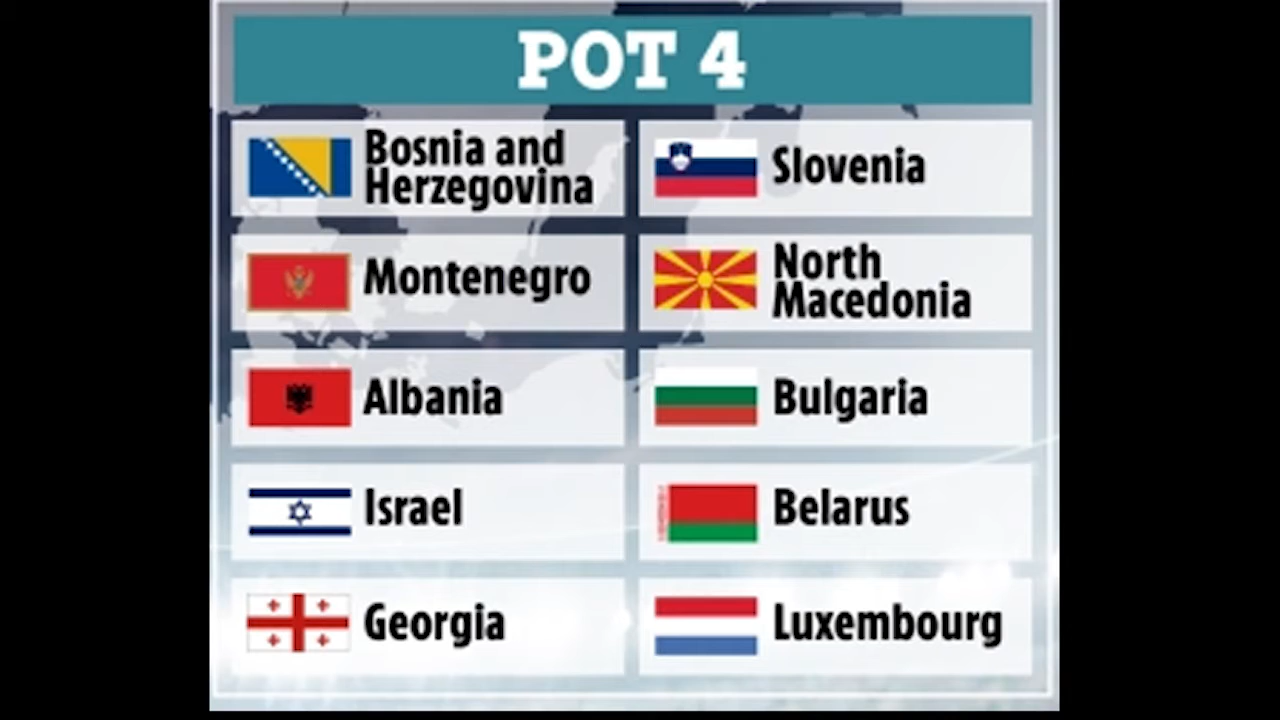 POT 4
Bosnia and
Herzegovina
Slovenia
Montenegro
North
Macedonia
Albania
Bulgaria
Israel
Belarus
Georgia
Luxembourg